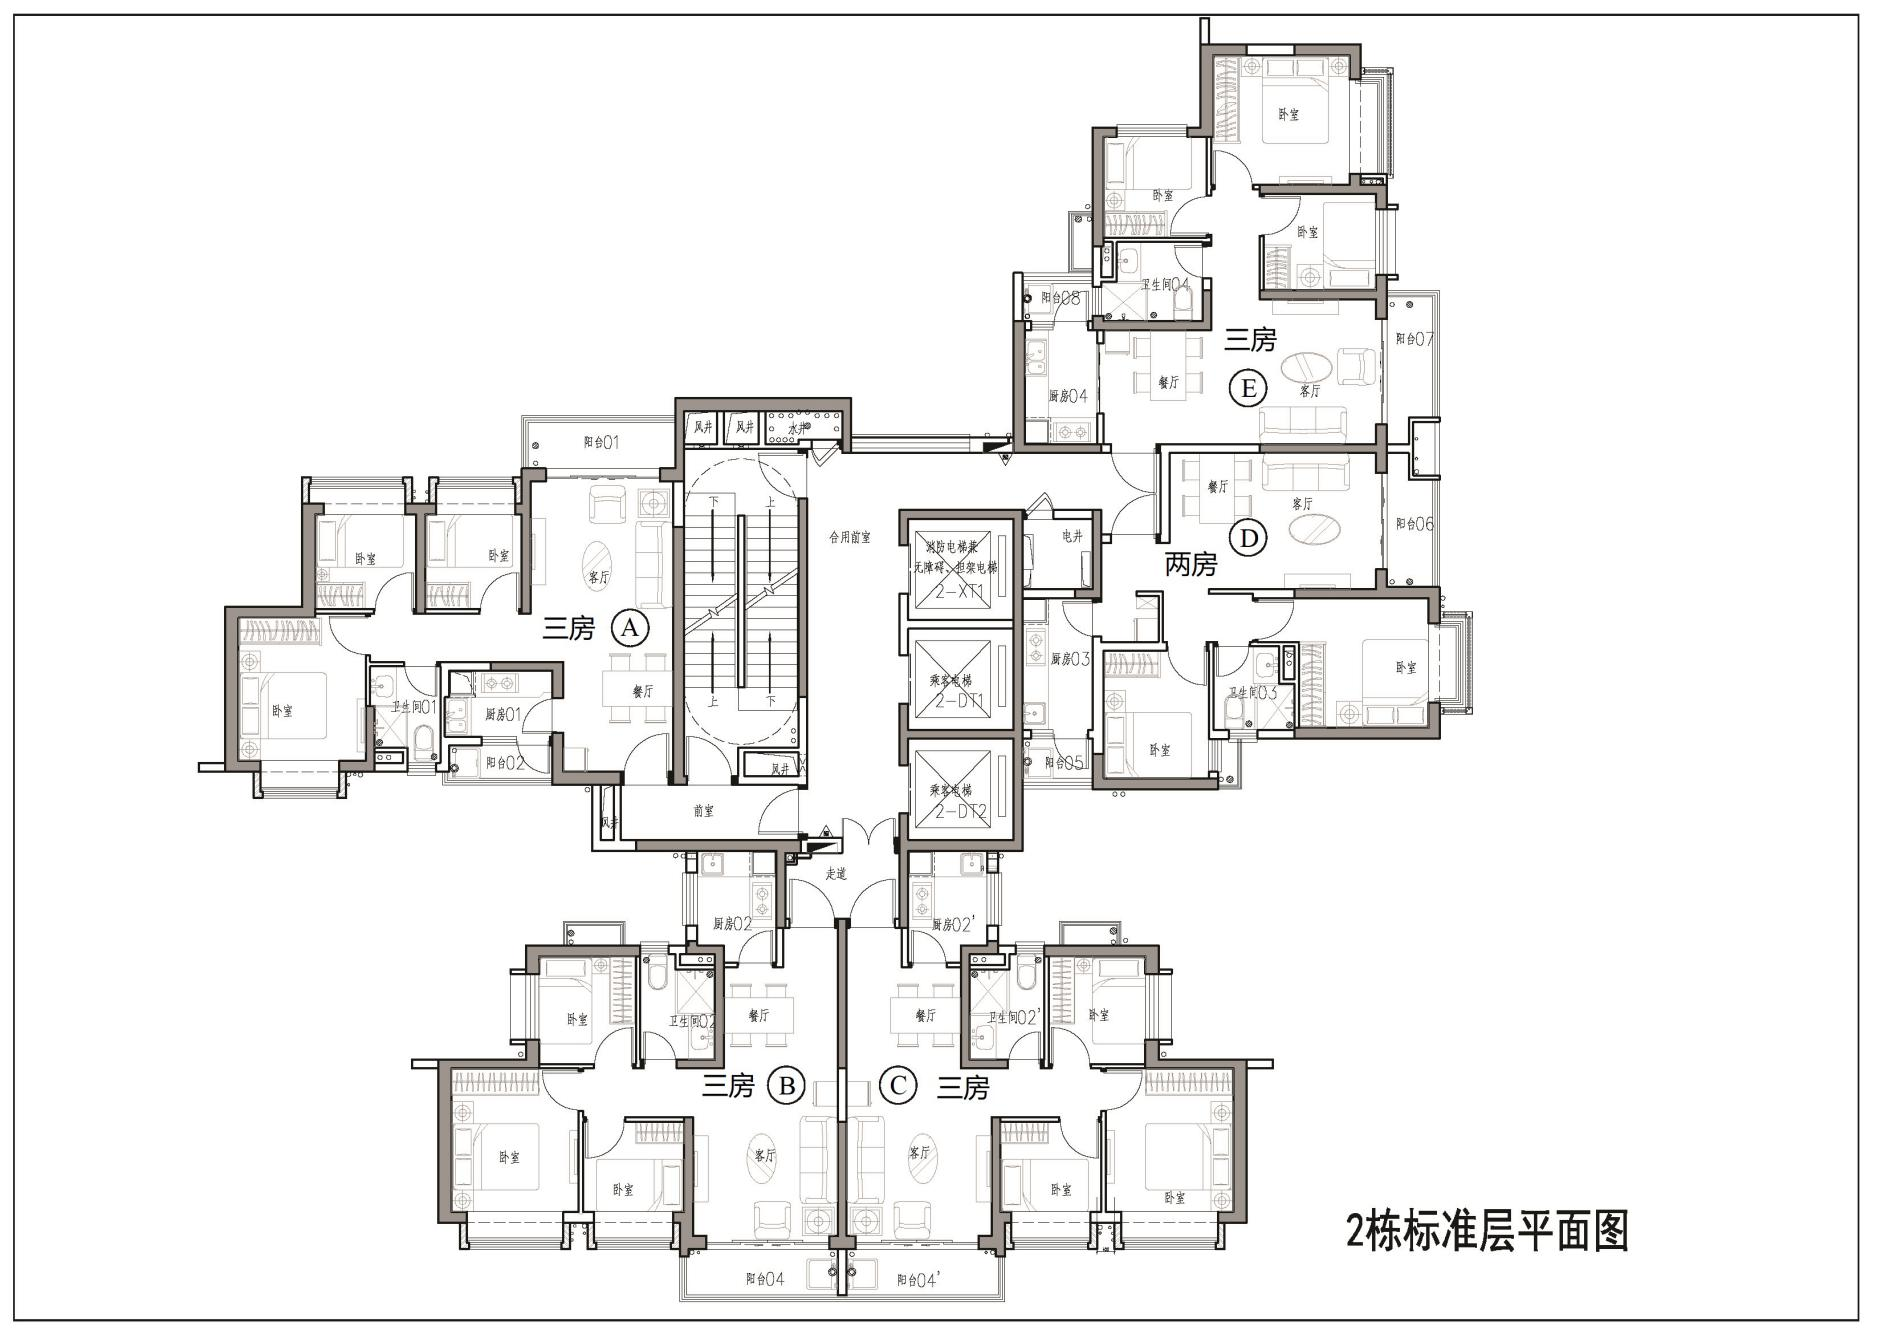 卧室
卧室
卧室
卫生间04
阳台08
三房
阳台07
E
餐厅
客厅
厨房04
风井
风井
水井
阳台01
下
上
合用前室
消防电梯兼
无障碍、担架电梯
2-XT1
电井
餐厅
客厅
D
阳台06
两房
卧室
卧室
客厅
三房
A
餐厅
卧室
卫生间01
厨房01
阳台02
上
下
风井
乘客电梯
2-DT1
厨房03
卫生间03
卧室
卧室
阳台05
乘客电梯
2-DT2
风井
前室
走道
厨房02
厨房02'
卧室
卫生间02
餐厅
餐厅
卫生间02'
卧室
三房
B
C
三房
卧室
卧室
客厅
客厅
卧室
卧室
阳台04
阳台04'
2栋标准层平面图